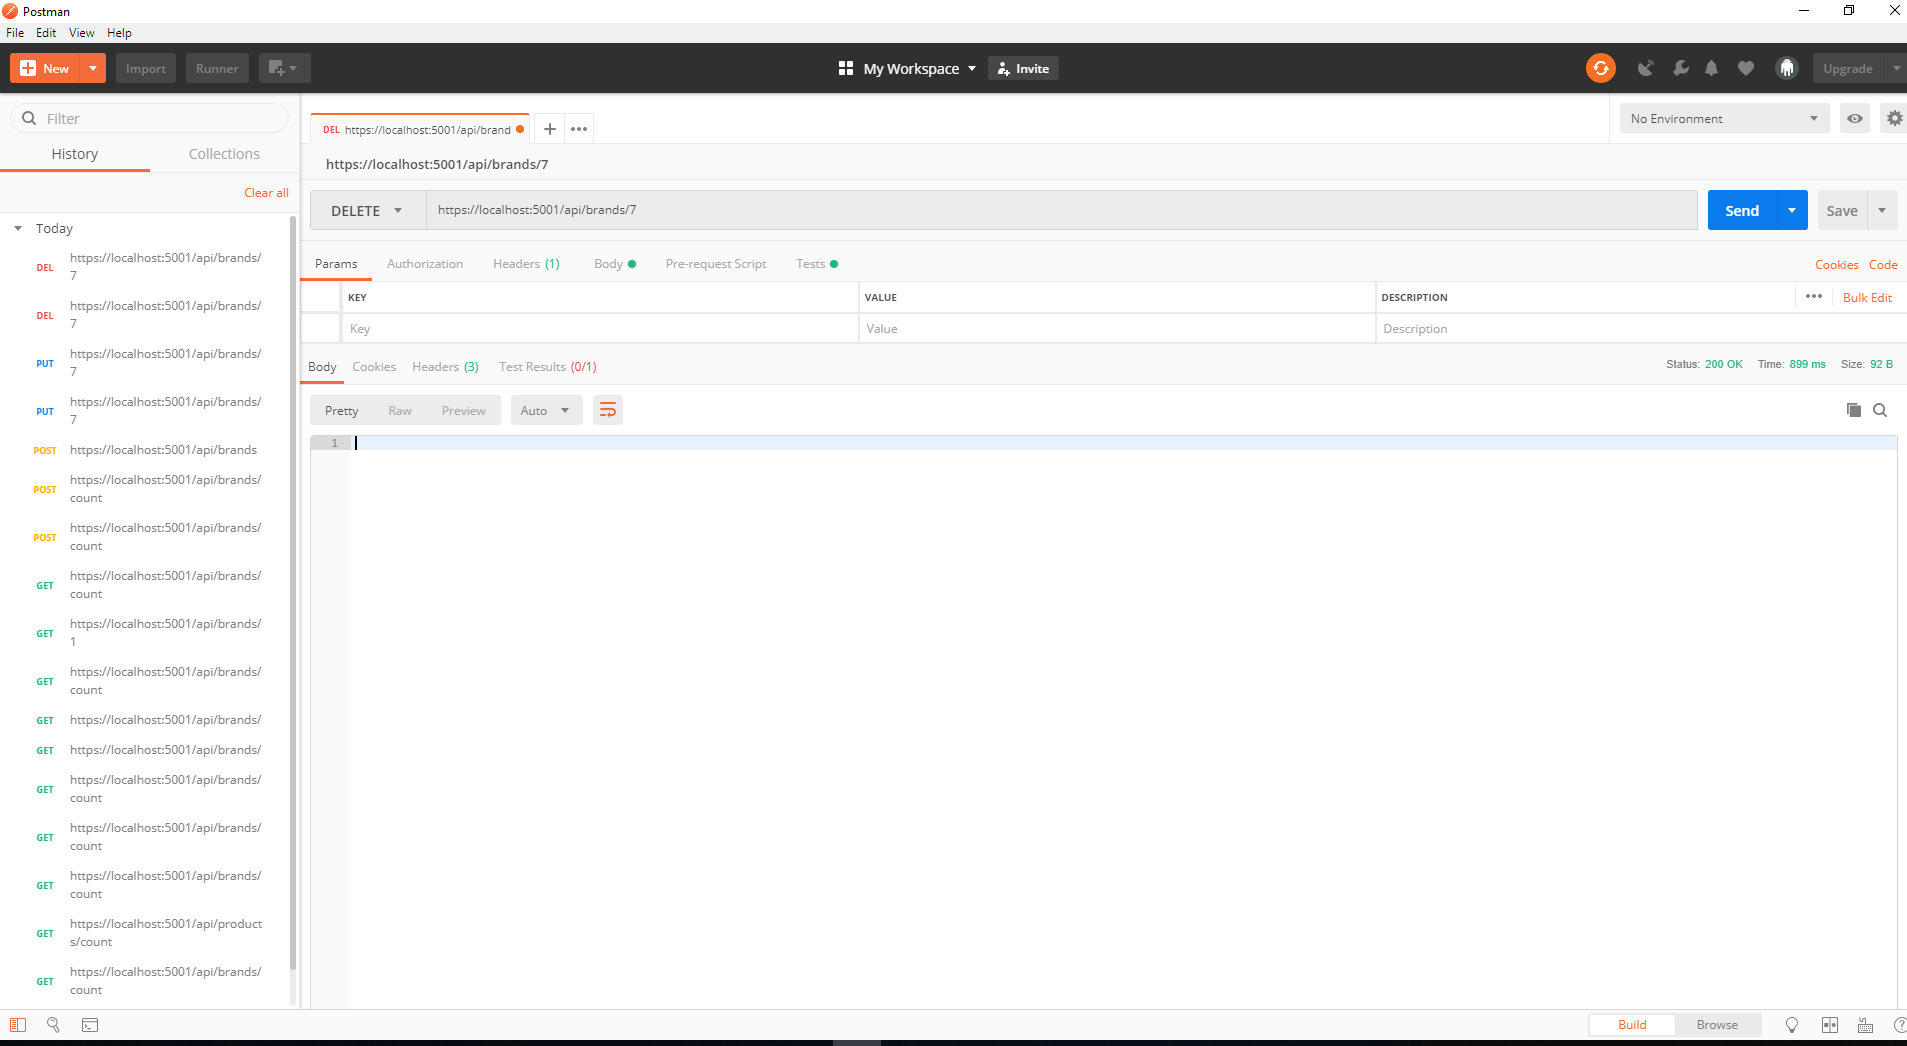 Postman
File Edit View Help
New Import Runner My Workspace Invite Upgrade
Filter
History Collections
Clear all
Today
DEL https://localhost:5001/api/brands/
7
DEL https://localhost:5001/api/brands/
7
PUT https://localhost:5001/api/brands/
7
PUT https://localhost:5001/api/brands/
7
POST https://localhost:5001/api/brands
POST https://localhost:5001/api/brands/
count
POST https://localhost:5001/api/brands/
count
GET https://localhost:5001/api/brands/
count
GET https://localhost:5001/api/brands/
1
GET https://localhost:5001/api/brands/
count
GET https://localhost:5001/api/brands/
GET https://localhost:5001/api/brands/
GET https://localhost:5001/api/brands/
count
GET https://localhost:5001/api/brands/
count
GET https://localhost:5001/api/brands/
count
GET https://localhost:5001/api/product
s/count
GET https://localhost:5001/api/brands/
count
DEL https://localhost:5001/api/brand
No Environment
https://localhost:5001/api/brands/7
DELETE https://localhost:5001/api/brands/7 Send Save
Params Authorization Headers (1) Body Pre-request Script Tests Cookies Code
KEY VALUE DESCRIPTION Bulk Edit
Key Value Description
Body Cookies Headers (3) Test Results (0/1) Status: 200 OK Time: 899 ms Size: 92 B
Pretty Raw Preview Auto
1
Build Browse